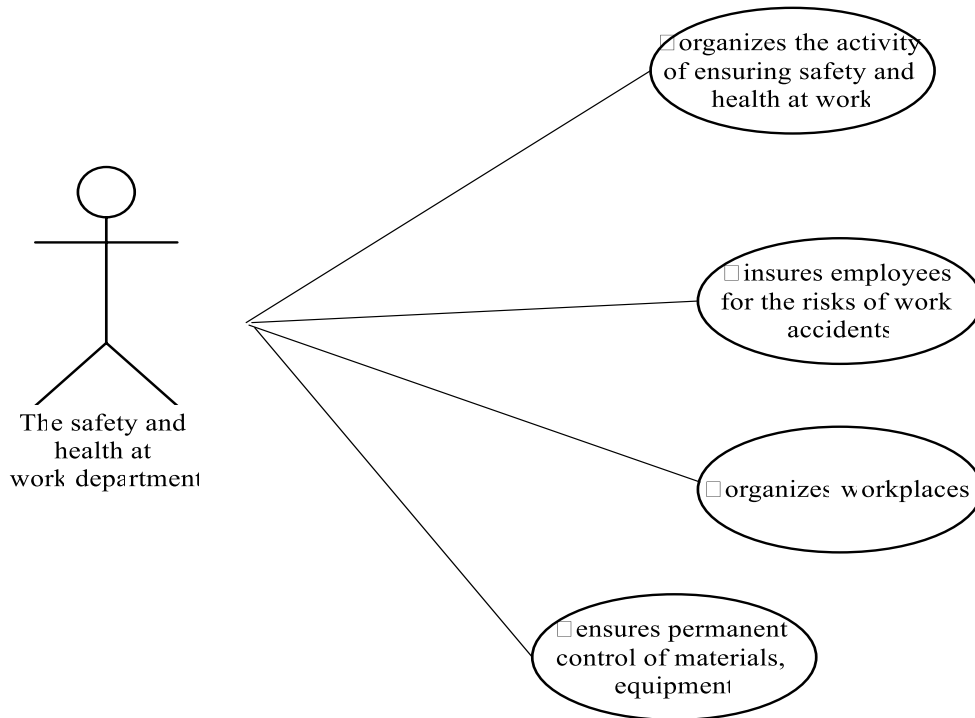 □ organizes the activity
of ensuring safety and
health at work
□ insures employees
for the risks of work
accidents
The safety and
health at
work department
□ organizes workplaces
□ ensures permanent
control of materials,
equipment